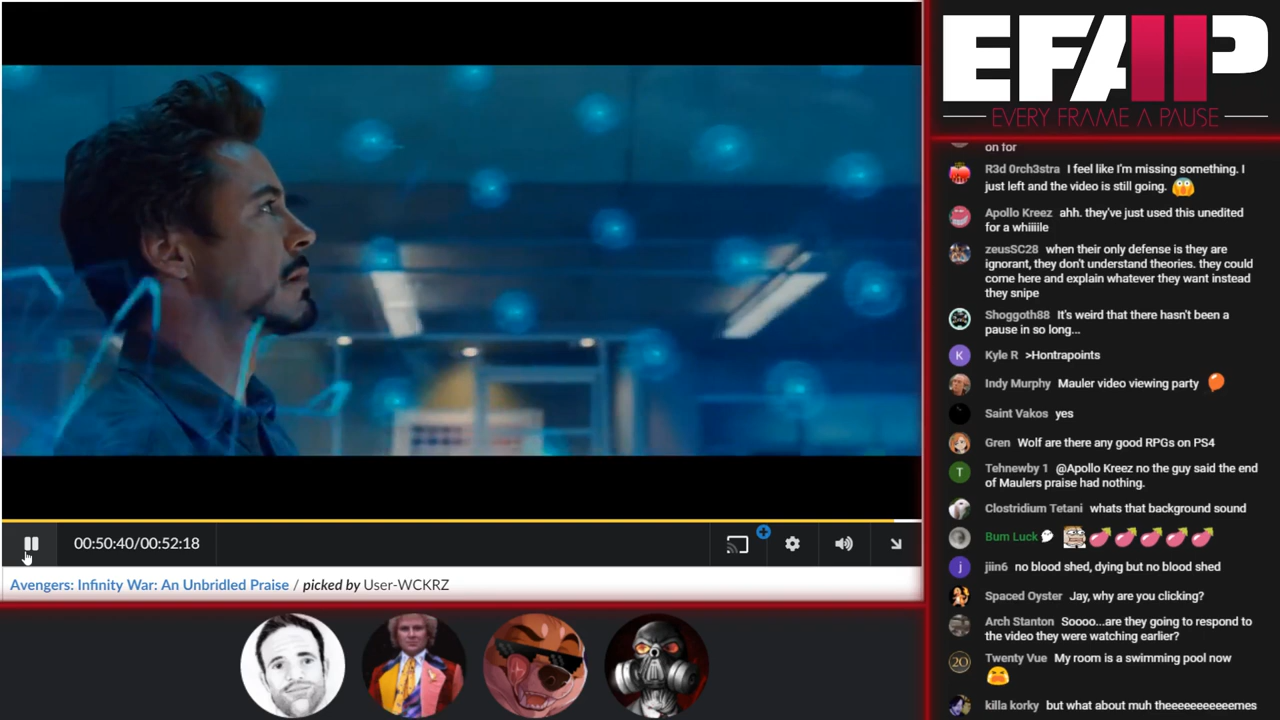 EFAP
EVERY FRAME A PAUSE
on for
R3d 0rch3stra I feel like I'm missing something. I
just left and the video is still going. 😱
Apollo Kreez ahh. they've just used this unedited
for a whiiiile
zeusSC28 when their only defense is they are
ignorant, they don't understand theories. they could
come here and explain whatever they want instead
they snipe
Shoggoth88 It's weird that there hasn't been a
pause in so long...
K
Kyle R >Hontrapoints
Indy Murphy Mauler video viewing party 🎈
Saint Vakos yes
Gren Wolf are there any good RPGs on PS4
T
Tehnewby 1 @Apollo Kreez no the guy said the end
of Maulers praise had nothing.
Clostridium Tetani whats that background sound
Bum Luck 🍆🍆🍆🍆🍆
j
jiin6 no blood shed, dying but no blood shed
Spaced Oyster Jay, why are you clicking?
Arch Stanton Soooo...are they going to respond to
the video they were watching earlier?
20
Twenty Vue My room is a swimming pool now
😫
killa korky but what about muh theeeeeeeeeemes
00:50:40/00:52:18
Avengers: Infinity War: An Unbridled Praise / picked by User-WCKRZ